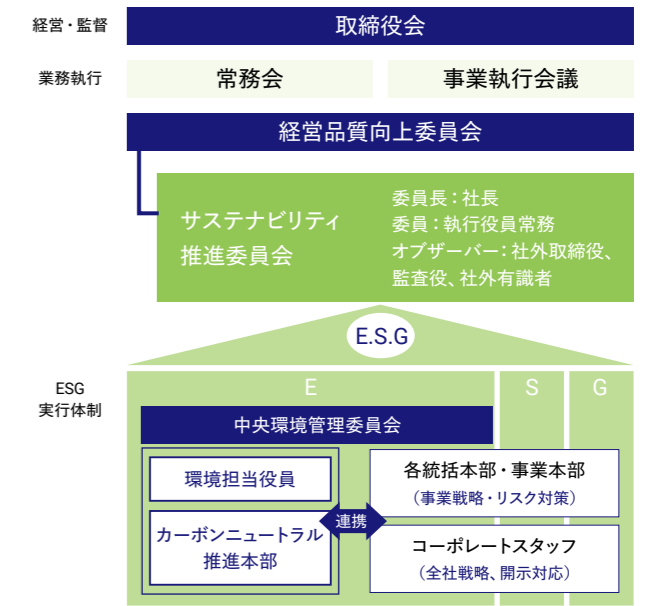 経営・監督
取締役会
業務執行
常務会
事業執行会議
経営品質向上委員会
サステナビリティ
推進委員会
委員長：社長
委員：執行役員常務
オブザーバー：社外取締役、
監査役、社外有識者
E.S.G
ESG
実行体制
E
S
G
中央環境管理委員会
環境担当役員
カーボンニュートラル
推進本部
連携
各統括本部・事業本部
（事業戦略・リスク対策）
コーポレートスタッフ
（全社戦略、開示対応）